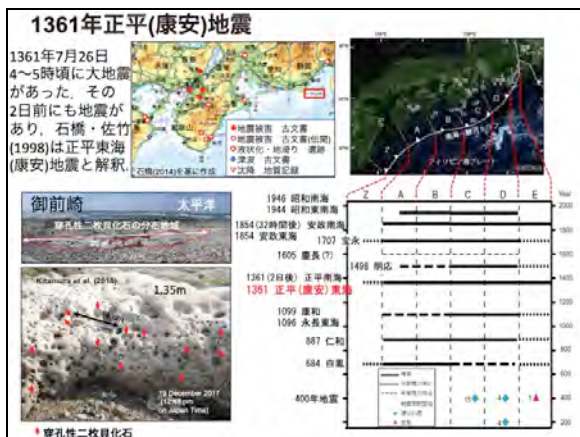 1361年正平(康安)地震
1361年7月26日
4～5時頃に大地震
があった．その
2日前にも地震が
あり，石橋・佐竹
(1998)は正平東海
(康安)地震と解釈．
地震被害 古文書
地震被害 古文書(伝聞)
液状化・地滑り 遺跡
津波 古文書
沈降 地質記録
石橋(2014)を基に作成
フィリピン海プレート
御前崎
太平洋
穿孔性二枚貝化石の分布地域
Kitamura et al. (2018)
1.35m
19 December 2017
on Japan Time)
穿孔性二枚貝化石
Z A B C D E
Year
1946 昭和南海
1944 昭和東南海
1854 (32時間後) 安政南海
1854 安政東海
1707 宝永
1605 慶長(?)
1498 明応
1361 (2日後) 正平南海
1361 正平(康安)東海
1099 康和
1096 永長東海
887 仁和
684 白鳳
400年地震
2000
1800
1600
1400
1200
1000
800
600
400
200